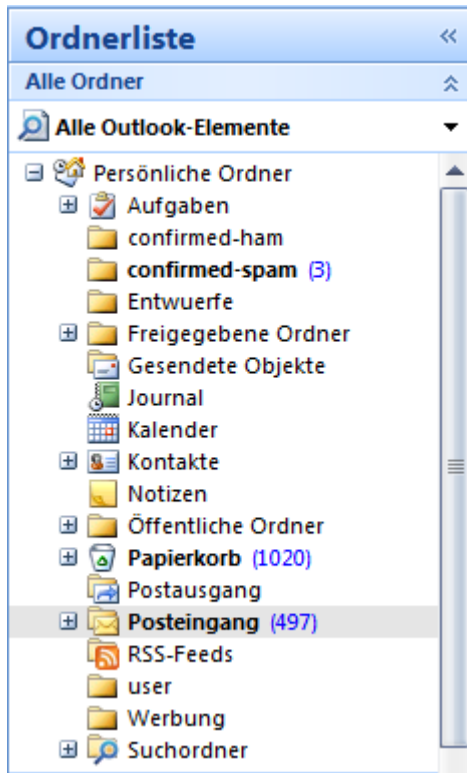 Ordnerliste
Alle Ordner
Alle Outlook-Elemente
Persönliche Ordner
Aufgaben
confirmed-ham
confirmed-spam (3)
Entwuerfe
Freigegebene Ordner
Gesendete Objekte
Journal
Kalender
Kontakte
Notizen
Öffentliche Ordner
Papierkorb (1020)
Postausgang
Posteingang (497)
RSS-Feeds
user
Werbung
Suchordner